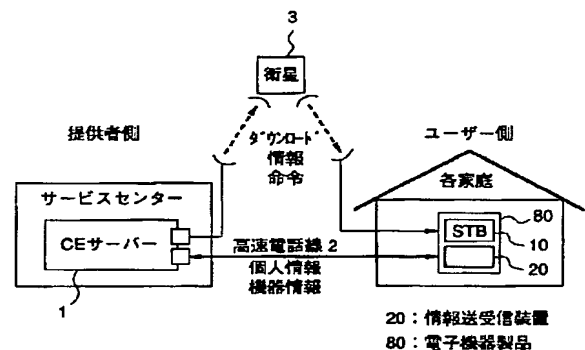 3
衛星
提供者側
ダウンロード
情報
命令
ユーザー側
各家庭
サービスセンター
CEサーバー
高速電話線2
個人情報
機器情報
STB
80
10
20
1
20：情報送受信装置
80：電子機器製品